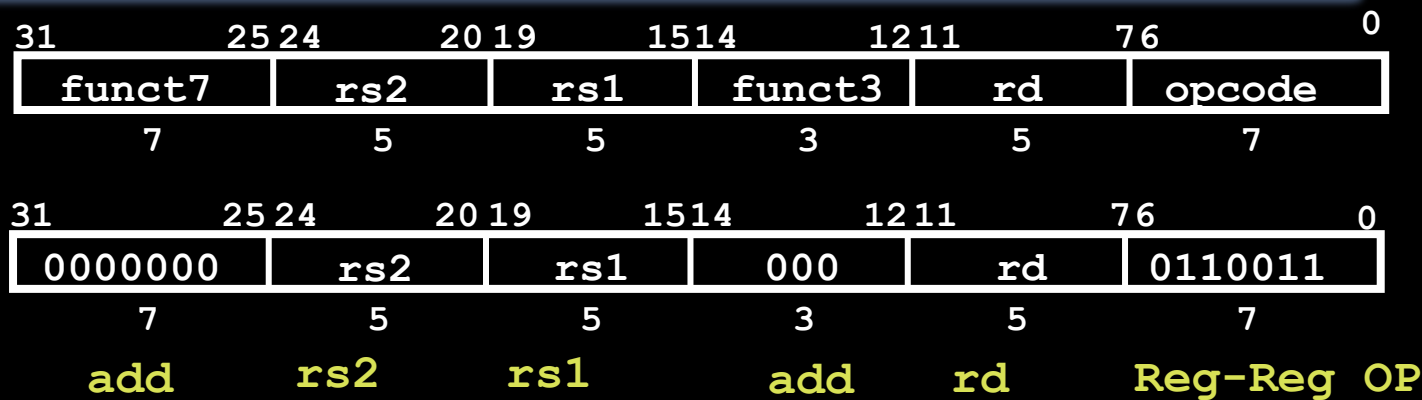 31 25 24 20 19 15 14 12 11 7 6 0
funct7 rs2 rs1 funct3 rd opcode
7 5 5 3 5 7
31 25 24 20 19 15 14 12 11 7 6 0
0000000 rs2 rs1 000 rd 0110011
7 5 5 3 5 7
add rs2 rs1 add rd Reg-Reg OP